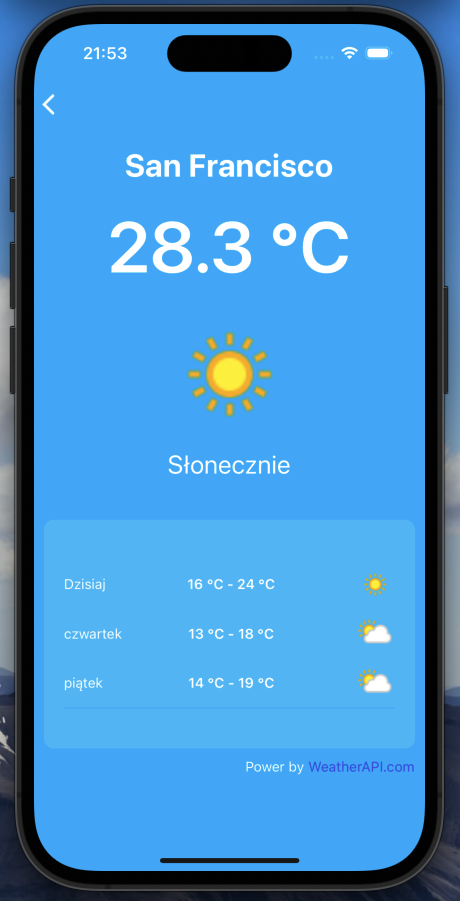 21:53
San Francisco
28.3 °C
Słonecznie
Dzisiaj 16 °C - 24 °C
czwartek 13 °C - 18 °C
piątek 14 °C - 19 °C
Power by WeatherAPI.com